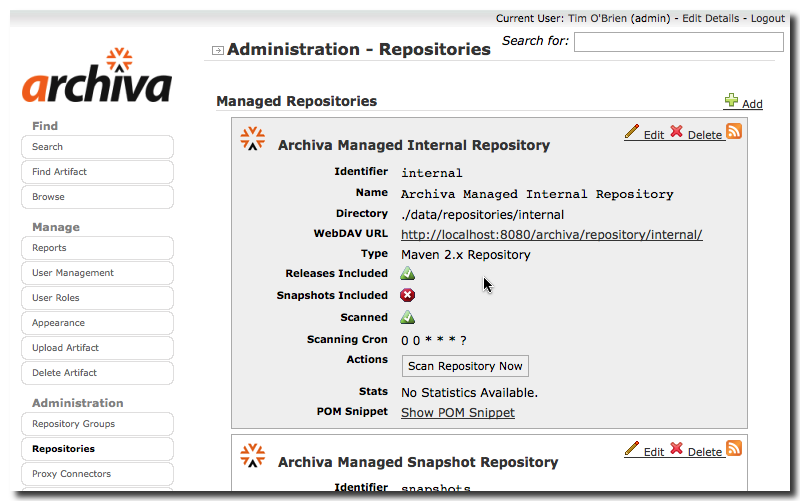 Current User: Tim O'Brien (admin) - Edit Details - Logout
Administration - Repositories
Search for:
archiva
Find
Search
Find Artifact
Browse
Manage
Reports
User Management
User Roles
Appearance
Upload Artifact
Delete Artifact
Administration
Repository Groups
Repositories
Proxy Connectors
Managed Repositories
Add
Archiva Managed Internal Repository
Edit Delete
Identifier internal
Name Archiva Managed Internal Repository
Directory ./data/repositories/internal
WebDAV URL http://localhost:8080/archiva/repository/internal/
Type Maven 2.x Repository
Releases Included
Snapshots Included
Scanned
Scanning Cron 0 0 * * * ?
Actions Scan Repository Now
Stats No Statistics Available.
POM Snippet Show POM Snippet
Archiva Managed Snapshot Repository
Edit Delete
Identifier snapshots